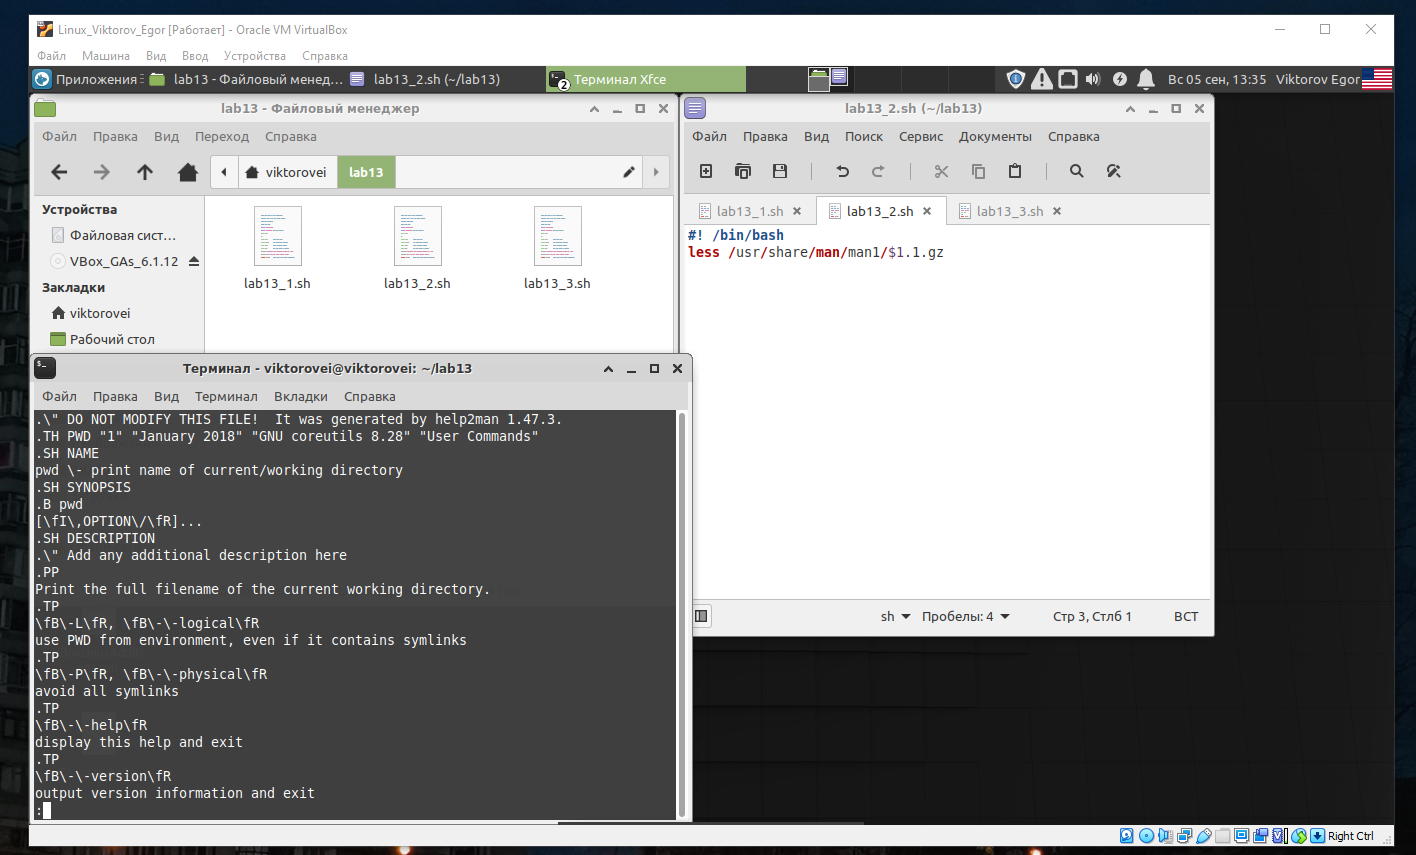 Linux_Viktorov_Egor [Работает] - Oracle VM VirtualBox
Файл Машина Вид Ввод Устройства Справка
Приложения lab13 - Файловый менед... lab13_2.sh (~/lab13) 2 Терминал Xfce Вс 05 сен, 13:35 Viktorov Egor
lab13 - Файловый менеджер
Файл Правка Вид Переход Справка
viktorovei lab13
Устройства
Файловая сист...
VBox_GAs_6.1.12
Закладки
viktorovei
Рабочий стол
lab13_1.sh lab13_2.sh lab13_3.sh
lab13_2.sh (~/lab13)
Файл Правка Вид Поиск Сервис Документы Справка
lab13_1.sh lab13_2.sh lab13_3.sh
#! /bin/bash
less /usr/share/man/man1/$1.1.gz
sh Пробелы: 4 Стр 3, Стлб 1 ВСТ
Терминал - viktorovei@viktorovei: ~/lab13
Файл Правка Вид Терминал Вкладки Справка
.\" DO NOT MODIFY THIS FILE!  It was generated by help2man 1.47.3.
.TH PWD "1" "January 2018" "GNU coreutils 8.28" "User Commands"
.SH NAME
pwd \- print name of current/working directory
.SH SYNOPSIS
.B pwd
[\fI\,OPTION\/\fR]...
.SH DESCRIPTION
.\" Add any additional description here
.PP
Print the full filename of the current working directory.
.TP
\fB\-L\fR, \fB\-\-logical\fR
use PWD from environment, even if it contains symlinks
.TP
\fB\-P\fR, \fB\-\-physical\fR
avoid all symlinks
.TP
\fB\-\-help\fR
display this help and exit
.TP
\fB\-\-version\fR
output version information and exit
:
Right Ctrl